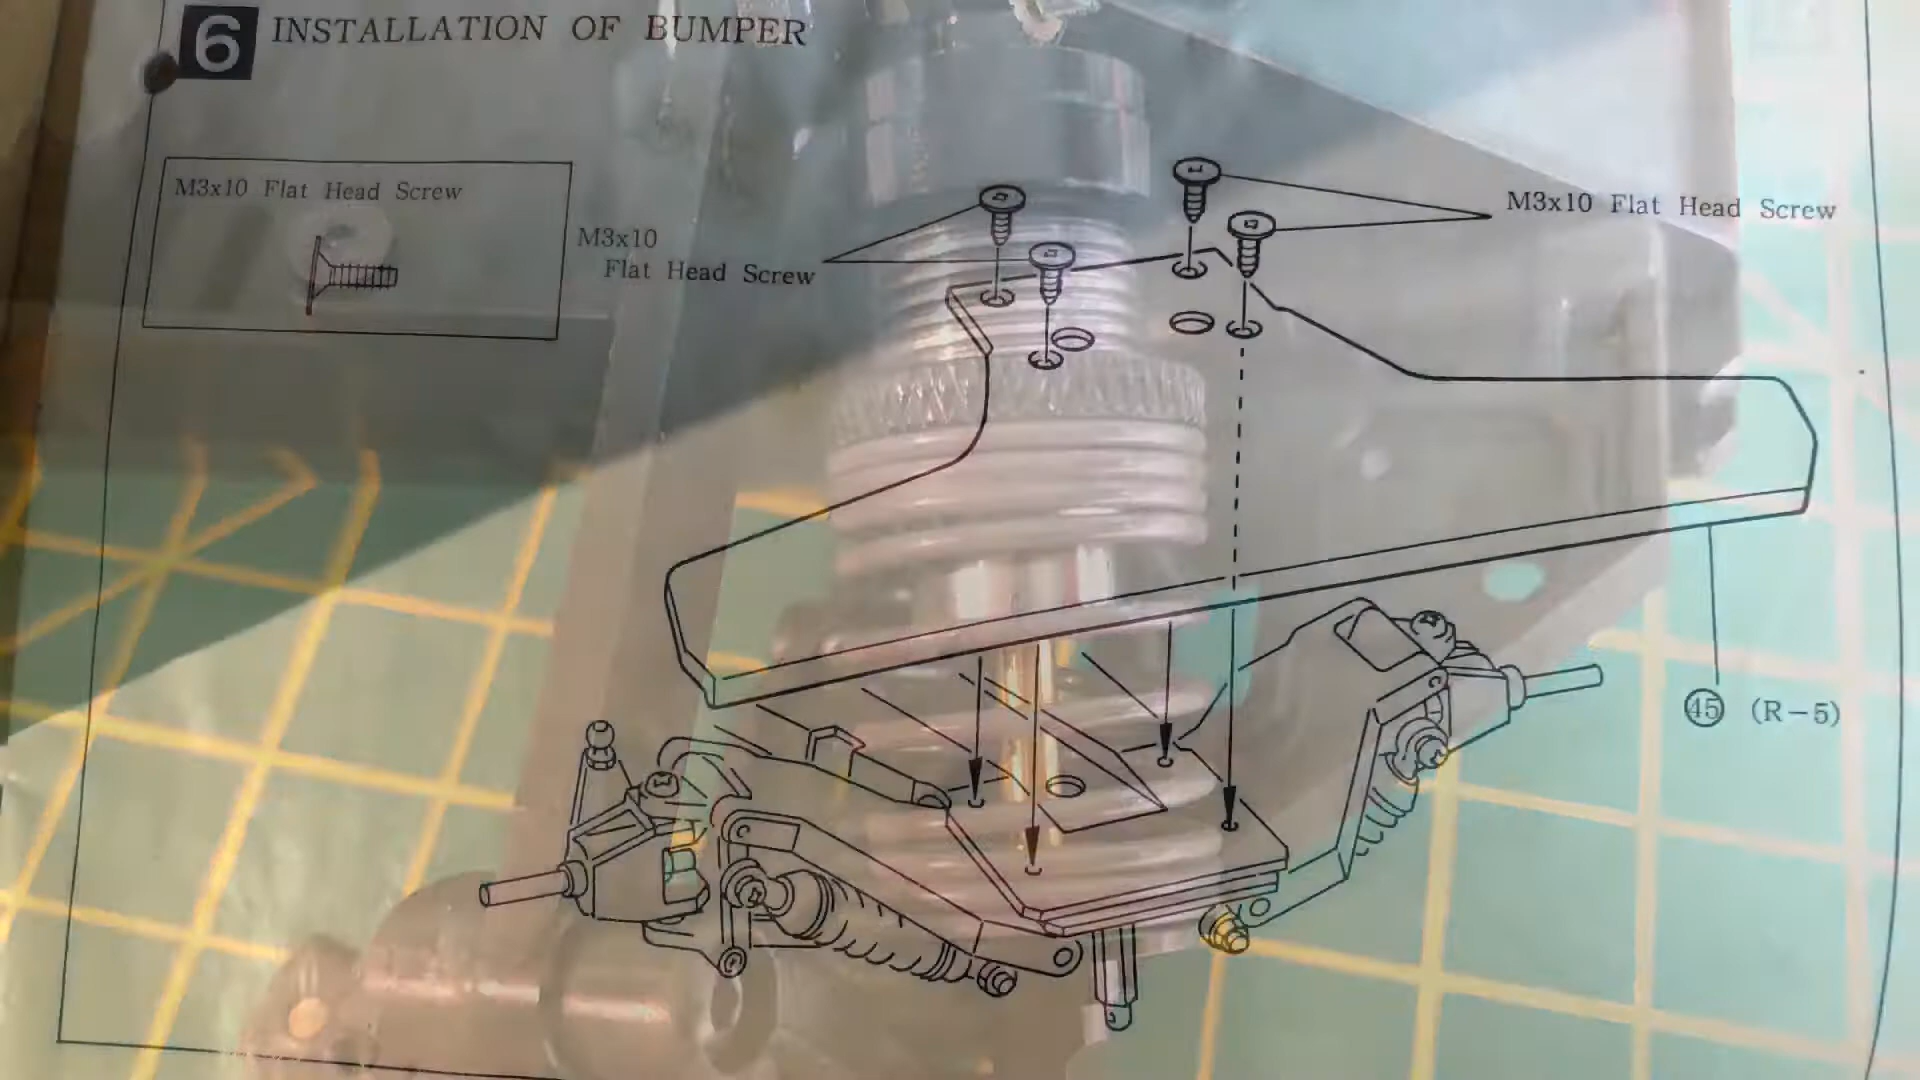 6 INSTALLATION OF BUMPER
M3x10 Flat Head Screw
M3x10
Flat Head Screw
M3x10 Flat Head Screw
45 (R-5)